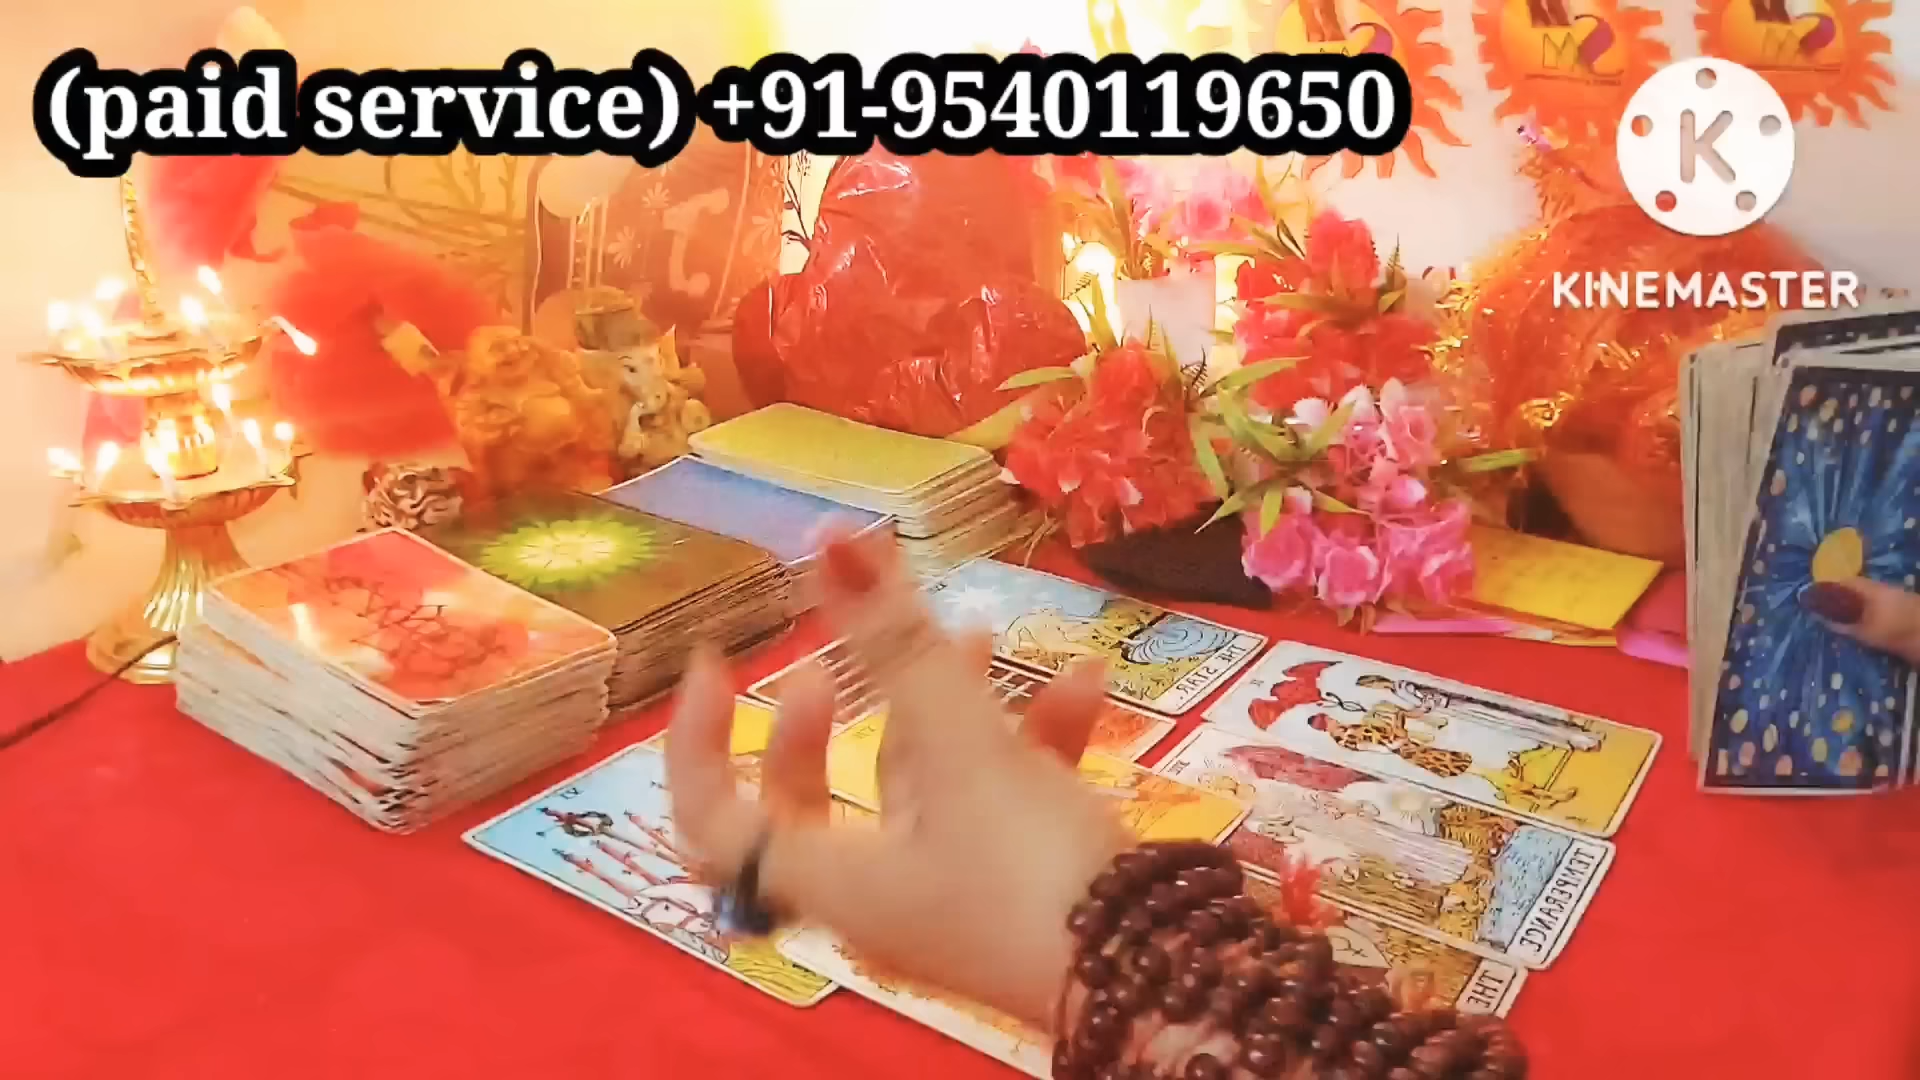 (paid service) +91-9540119650
K
KINEMASTER
THE STAR.
TEMPERANCE
THE